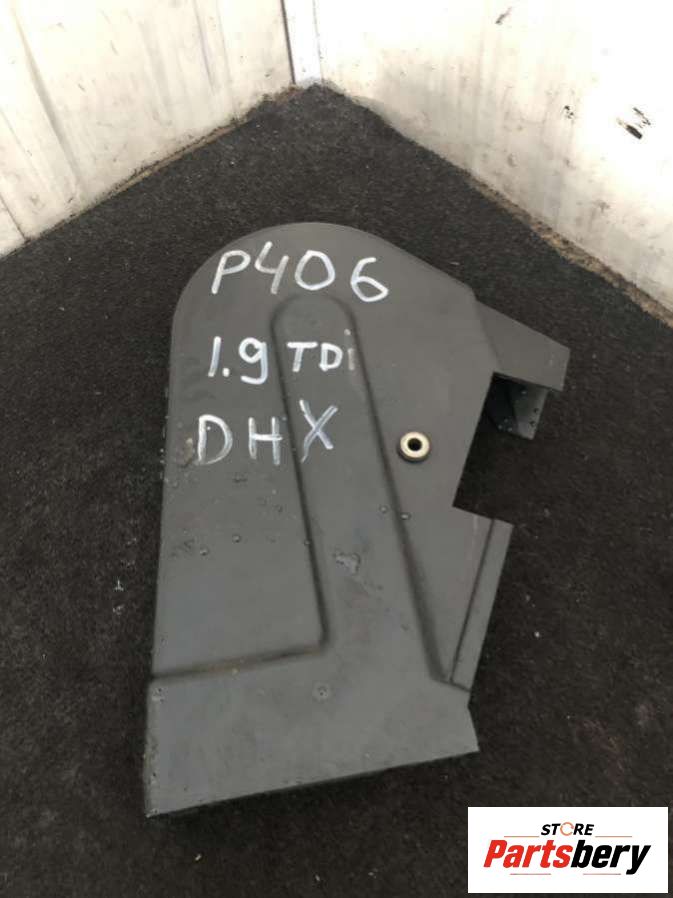 P406
1.9 TDi
DHX
STORE
Partsbery